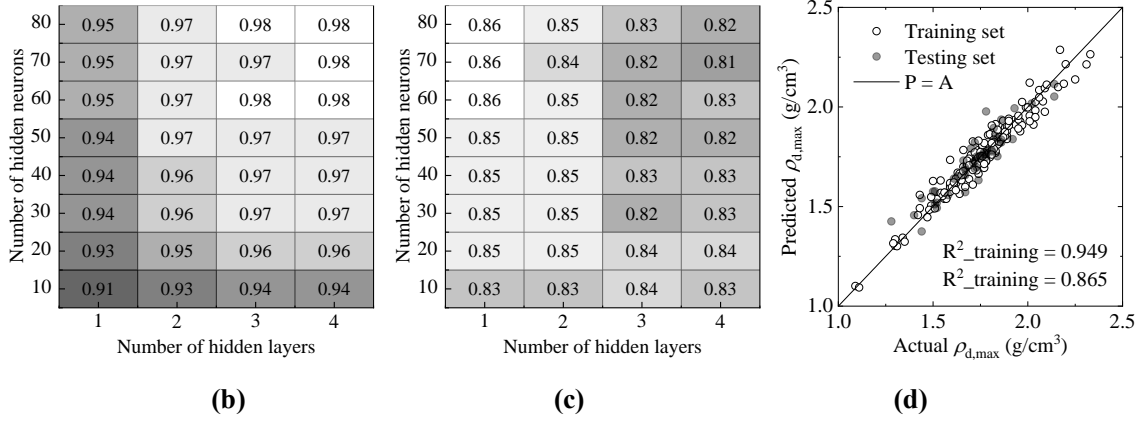 Number of hidden neurons
80 0.95 0.97 0.98 0.98
70 0.95 0.97 0.97 0.98
60 0.95 0.97 0.98 0.98
50 0.94 0.97 0.97 0.97
40 0.94 0.96 0.97 0.97
30 0.94 0.96 0.97 0.97
20 0.93 0.95 0.96 0.96
10 0.91 0.93 0.94 0.94
1 2 3 4
Number of hidden layers
(b)
Number of hidden neurons
80 0.86 0.85 0.83 0.82
70 0.86 0.84 0.82 0.81
60 0.86 0.85 0.82 0.83
50 0.85 0.85 0.82 0.82
40 0.85 0.85 0.83 0.83
30 0.85 0.85 0.82 0.83
20 0.85 0.85 0.84 0.84
10 0.83 0.83 0.84 0.83
1 2 3 4
Number of hidden layers
(c)
Predicted ρd,max (g/cm³)
2.5
2.0
1.5
1.0
Training set
Testing set
P = A
R²_training = 0.949
R²_training = 0.865
1.0 1.5 2.0 2.5
Actual ρd,max (g/cm³)
(d)